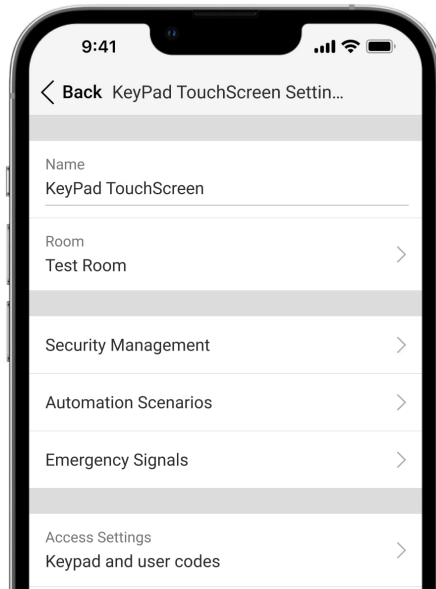 9:41
Back KeyPad TouchScreen Settin...
Name
KeyPad TouchScreen
Room
Test Room
Security Management
Automation Scenarios
Emergency Signals
Access Settings
Keypad and user codes